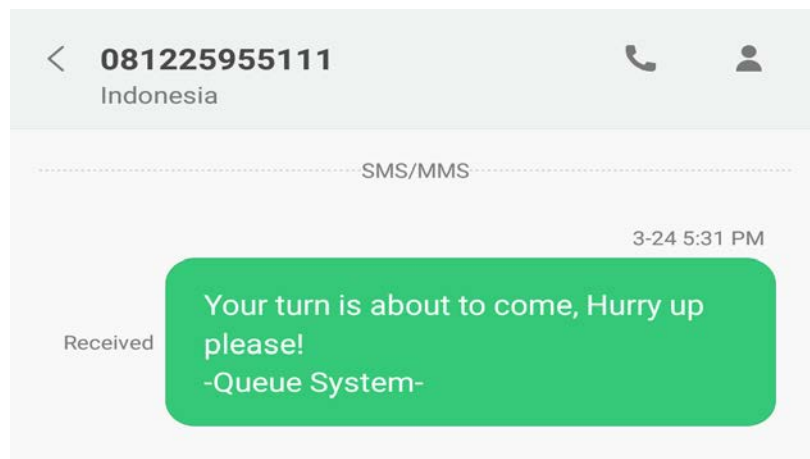 081225955111
Indonesia
SMS/MMS
3-24 5:31 PM
Your turn is about to come, Hurry up
Received
please!
-Queue System-